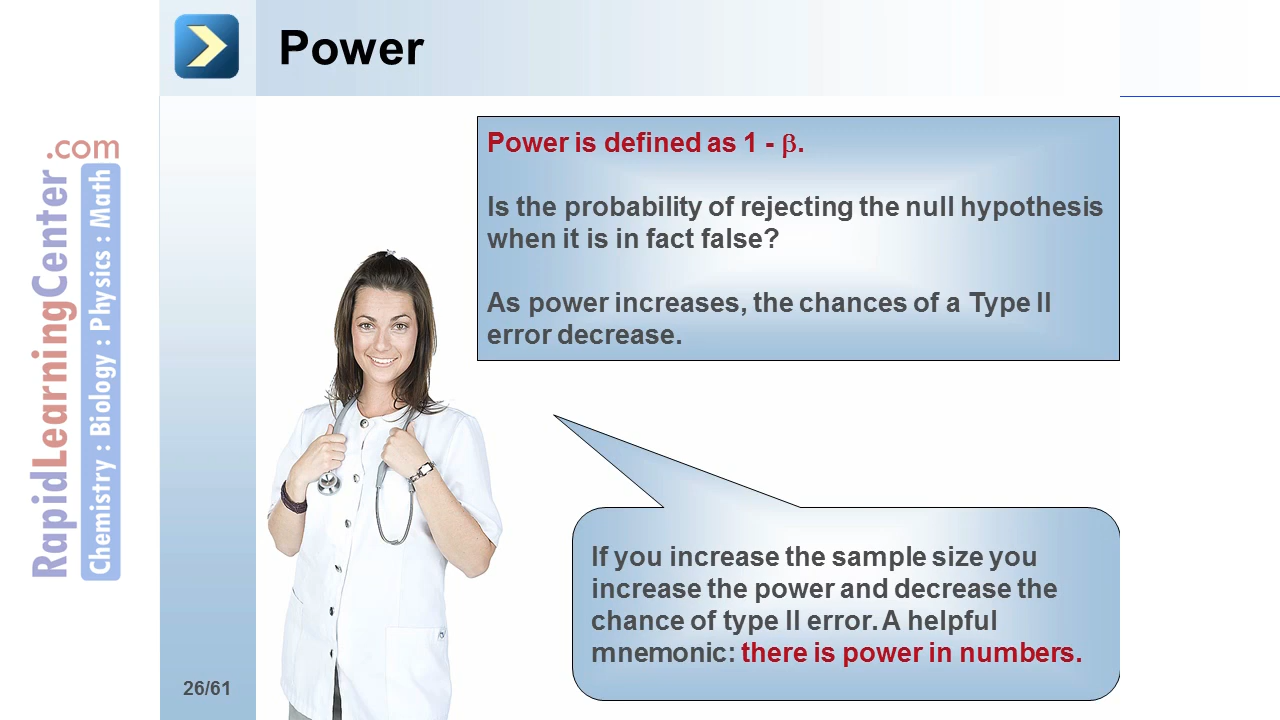 Power
RapidLearningCenter.com
Chemistry : Biology : Physics : Math
Power is defined as 1 - β.
Is the probability of rejecting the null hypothesis
when it is in fact false?
As power increases, the chances of a Type II
error decrease.
If you increase the sample size you
increase the power and decrease the
chance of type II error. A helpful
mnemonic: there is power in numbers.
26/61